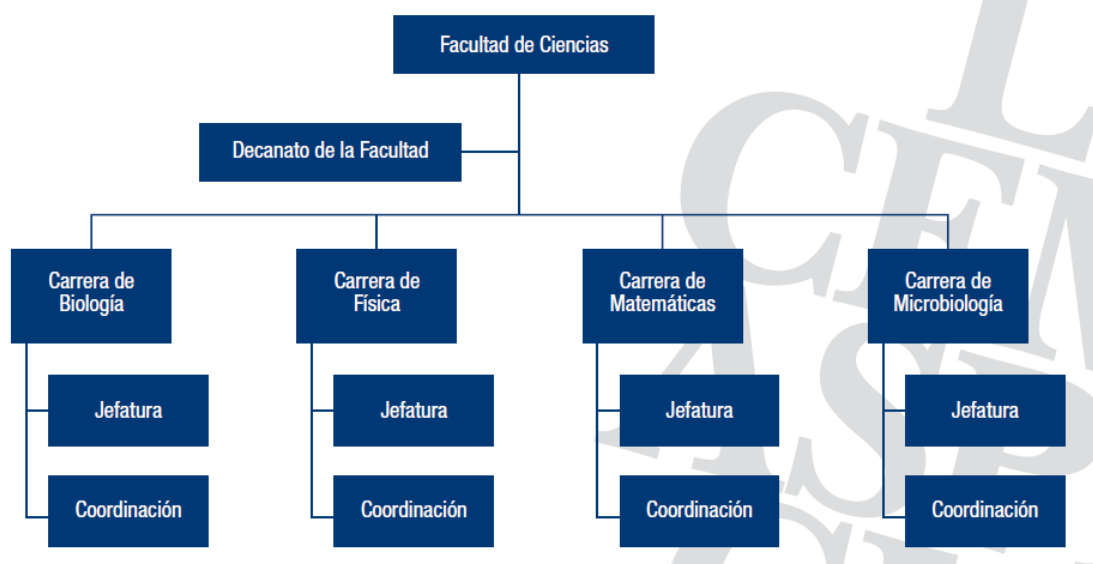 Facultad de Ciencias
Decanato de la Facultad
Carrera de
Biología
Carrera de
Física
Carrera de
Matemáticas
Carrera de
Microbiología
Jefatura
Jefatura
Jefatura
Jefatura
Coordinación
Coordinación
Coordinación
Coordinación